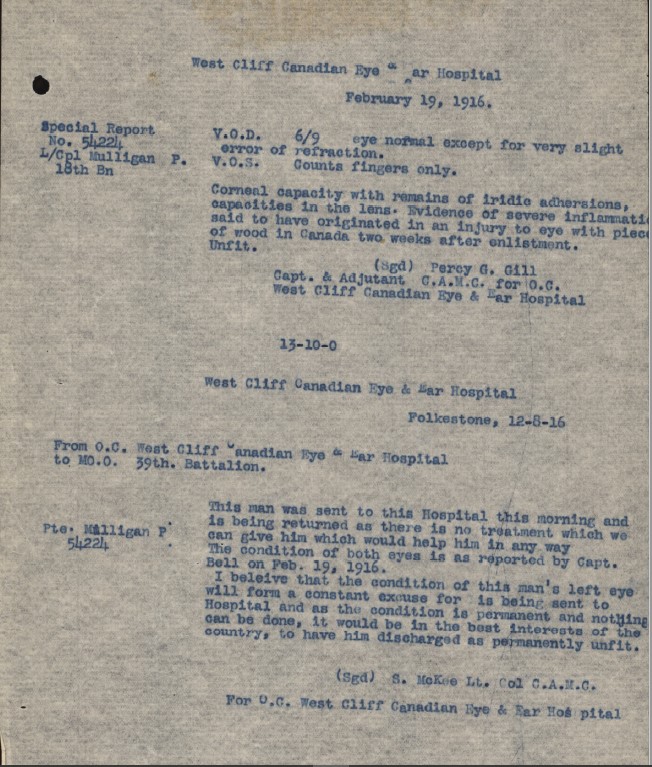 West Cliff Canadian Eye & ar Hospital
February 19, 1916.
Special Report
No. 54224
L/Cpl Mulligan P.
18th Bn
V.O.D. 6/9 eye normal except for very slight
error of refraction.
V.O.S. Counts fingers only.
Corneal capacity with remains of iridic adhersions,
capacities in the lens. Evidence of severe inflammatio
said to have originated in an injury to eye with piec
of wood in Canada two weeks after enlistment.
Unfit.
(Sgd) Percy G. Gill
Capt. & Adjutant C.A.M.C. for O.C.
West Cliff Canadian Eye & Ear Hospital
13-10-0
West Cliff Canadian Eye & Ear Hospital
Folkestone, 12-8-16
From O.C. West Cliff Canadian Eye & Ear Hospital
to MO.O. 39th. Battalion.
Pte. Mulligan P.
54224
This man was sent to this Hospital this morning and
is being returned as there is no treatment which we
can give him which would help him in any way
The condition of both eyes is as reported by Capt.
Bell on Feb. 19, 1916.
I beleive that the condition of this man's left eye
will form a constant excuse for is being sent to
Hospital and as the condition is permanent and nothing
can be done, it would be in the best interests of the
country, to have him discharged as permanently unfit.
(Sgd) S. McKee Lt. Col C.A.M.C.
For O.C. West Cliff Canadian Eye & Ear Hos pital